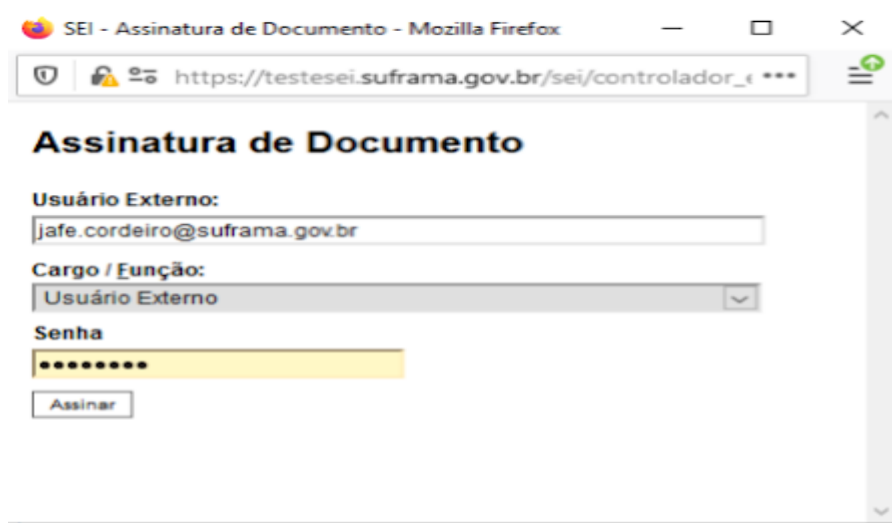 SEI - Assinatura de Documento - Mozilla Firefox
https://testesei.suframa.gov.br/sei/controlador_
Assinatura de Documento
Usuário Externo:
jafe.cordeiro@suframa.gov.br
Cargo / Função:
Usuário Externo
Senha
••••••••
Assinar